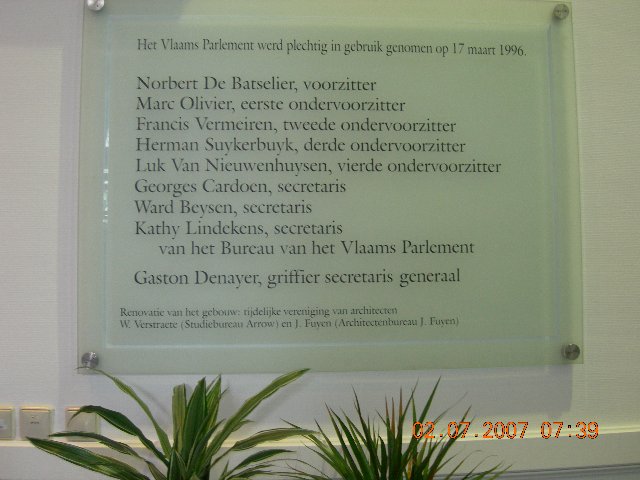 Het Vlaams Parlement werd plechtig in gebruik genomen op 17 maart 1996.
Norbert De Batselier, voorzitter
Marc Olivier, eerste ondervoorzitter
Francis Vermeiren, tweede ondervoorzitter
Herman Suykerbuyk, derde ondervoorzitter
Luk Van Nieuwenhuysen, vierde ondervoorzitter
Georges Cardoen, secretaris
Ward Beysen, secretaris
Kathy Lindekens, secretaris
van het Bureau van het Vlaams Parlement
Gaston Denayer, griffier secretaris generaal
Renovatie van het gebouw: tijdelijke vereniging van architecten
W. Verstraete (Studiebureau Arrow) en J. Fuyen (Architectenbureau J. Fuyen)
02.07.2007 07:39